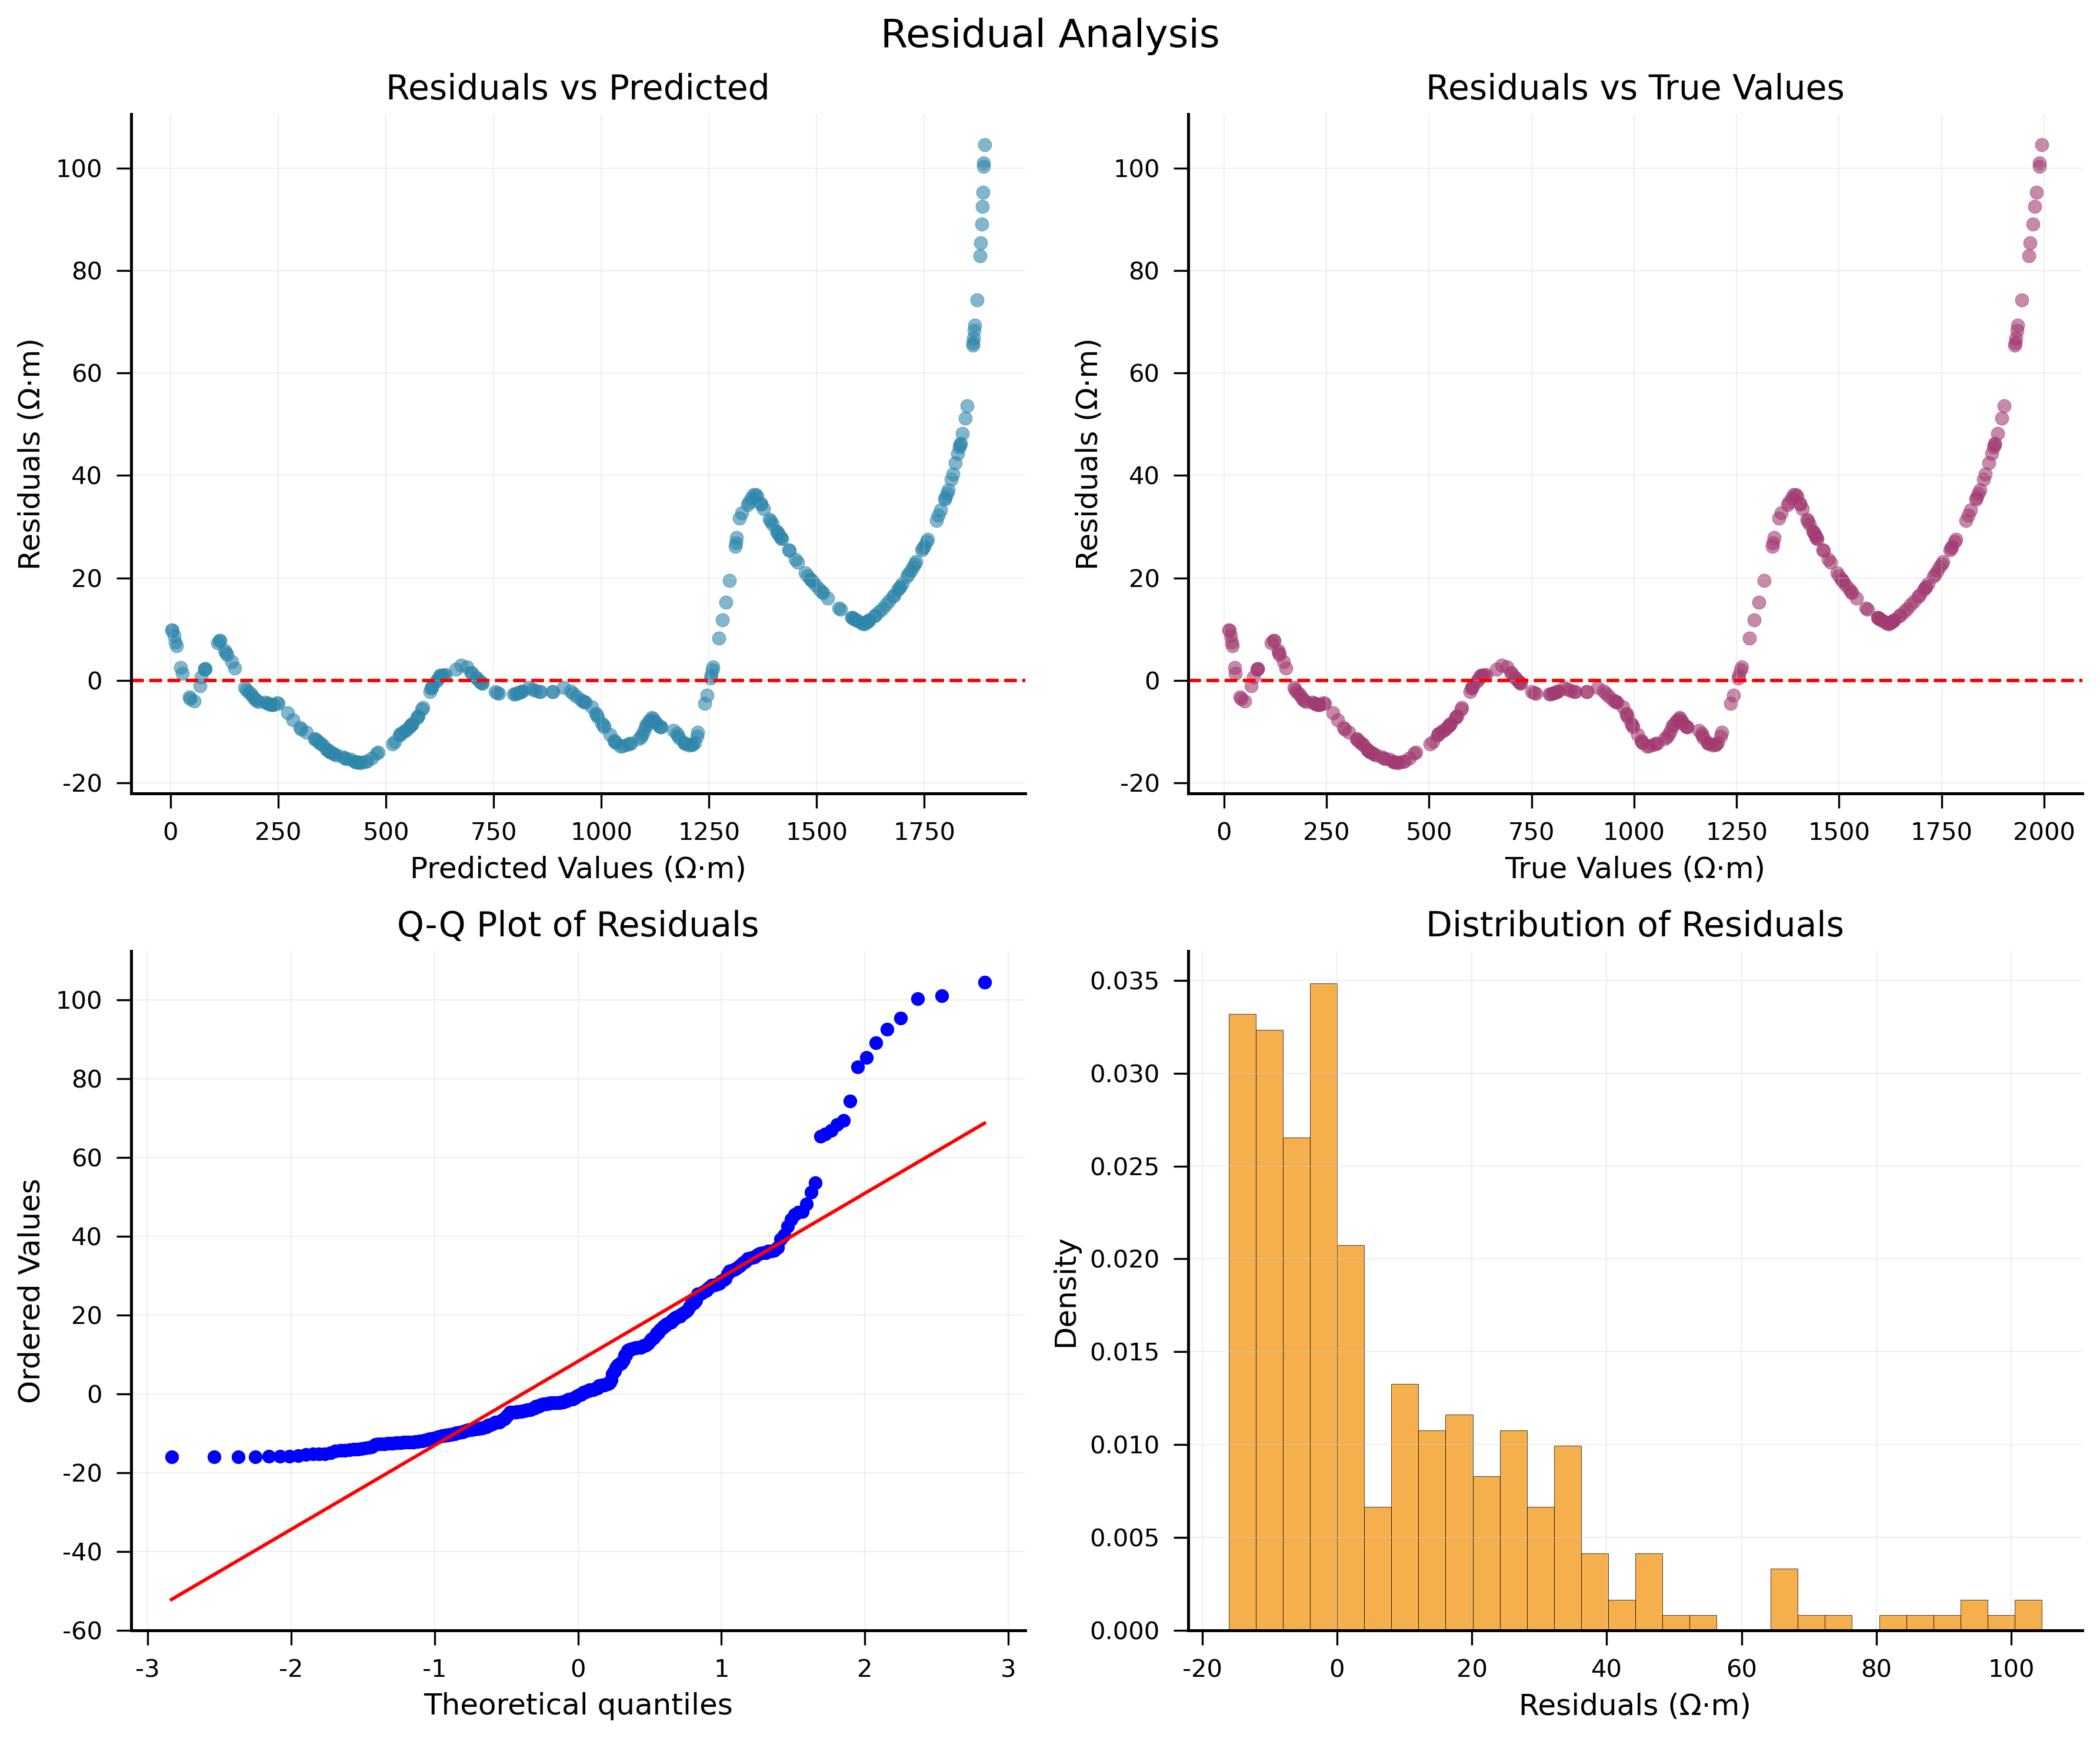 Residual Analysis
Residuals vs Predicted
Residuals (Ω·m)
100
80
60
40
20
0
-20
0 250 500 750 1000 1250 1500 1750
Predicted Values (Ω·m)
Residuals vs True Values
Residuals (Ω·m)
100
80
60
40
20
0
-20
0 250 500 750 1000 1250 1500 1750 2000
True Values (Ω·m)
Q-Q Plot of Residuals
Ordered Values
100
80
60
40
20
0
-20
-40
-60
-3 -2 -1 0 1 2 3
Theoretical quantiles
Distribution of Residuals
Density
0.035
0.030
0.025
0.020
0.015
0.010
0.005
0.000
-20 0 20 40 60 80 100
Residuals (Ω·m)